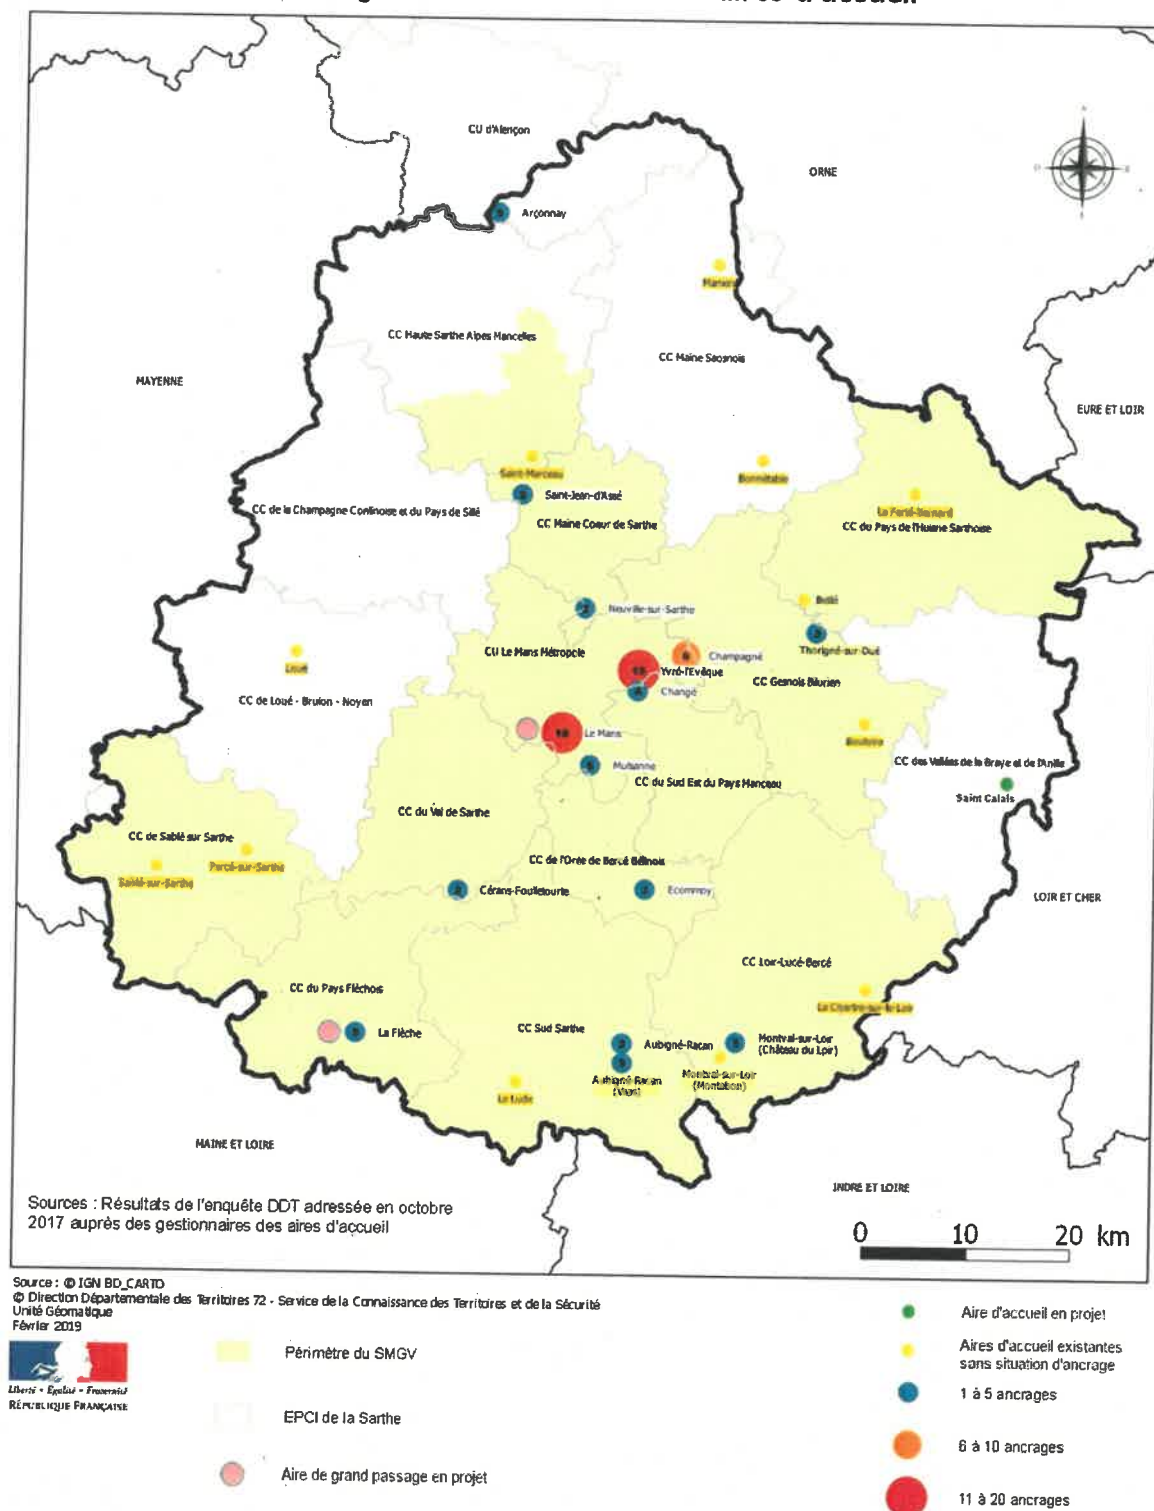 CU d'Alençon
ORNE
Arçonnay
CC Haute Sarthe Alpes Mancelles
CC Maine Saosnois
MAYENNE
EURE ET LOIR
Saint-Marceau
Bonnétable
Saint-Jean-d'Assé
La Ferté-Bernard
CC de la Champagne Conlinoise et du Pays de Sillé
CC Maine Coeur de Sarthe
CC du Pays de l'Huisne Sarthoise
Neuville-sur-Sarthe
Thorigné-sur-Dué
CU Le Mans Métropole
Champagné
Loué
Yvré-l'Evêque
CC Gesnois Bilurien
Changé
CC de Loué - Brulon - Noyen
18
Le Mans
Bouloire
Mulsanne
CC des Vallées de la Braye et de l'Anille
CC du Sud Est du Pays Manceau
Saint Calais
CC du Val de Sarthe
CC de Sablé sur Sarthe
Parcé-sur-Sarthe
CC de l'Orée de Bercé Bélinois
Sablé-sur-Sarthe
Cérans-Foulletourte
Ecommoy
LOIR ET CHER
CC Loir-Lucé-Bercé
CC du Pays Fléchois
La Chartre-sur-le-Loir
CC Sud Sarthe
La Flèche
Aubigné-Racan
Montval-sur-Loir
(Château du Loir)
Aubigné-Racan
Montval-sur-Loir
(Montabon)
Le Lude
MAINE ET LOIRE
INDRE ET LOIRE
Sources : Résultats de l'enquête DDT adressée en octobre
2017 auprès des gestionnaires des aires d'accueil
0 10 20 km
Source : © IGN BD_CARTO
© Direction Départementale des Territoires 72 - Service de la Connaissance des Territoires et de la Sécurité
Unité Géomatique
Février 2019
Liberté • Égalité • Fraternité
RÉPUBLIQUE FRANÇAISE
Périmètre du SMGV
EPCI de la Sarthe
Aire de grand passage en projet
Aire d'accueil en projet
Aires d'accueil existantes
sans situation d'ancrage
1 à 5 ancrages
6 à 10 ancrages
11 à 20 ancrages